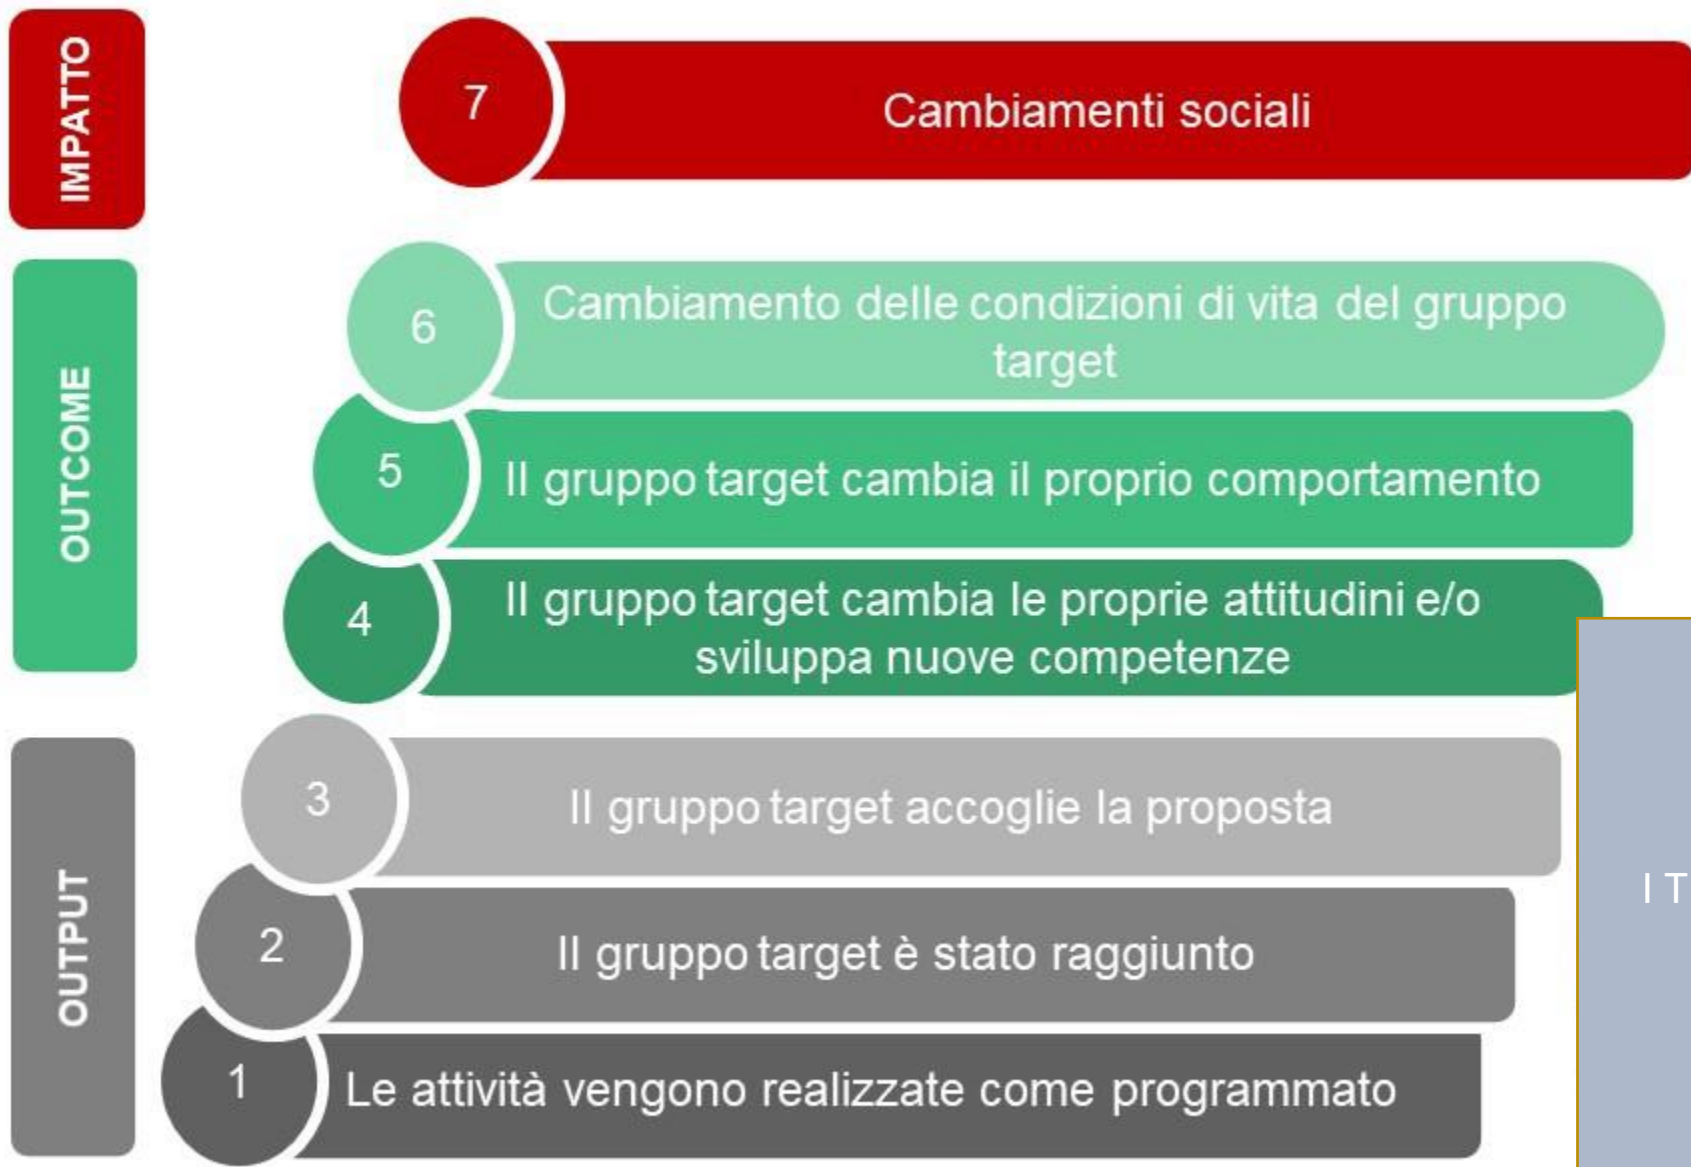 IMPATTO
7
Cambiamenti sociali
OUTCOME
6
Cambiamento delle condizioni di vita del gruppo
target
5
Il gruppo target cambia il proprio comportamento
4
Il gruppo target cambia le proprie attitudini e/o
sviluppa nuove competenze
OUTPUT
3
Il gruppo target accoglie la proposta
2
Il gruppo target è stato raggiunto
1
Le attività vengono realizzate come programmato
I T